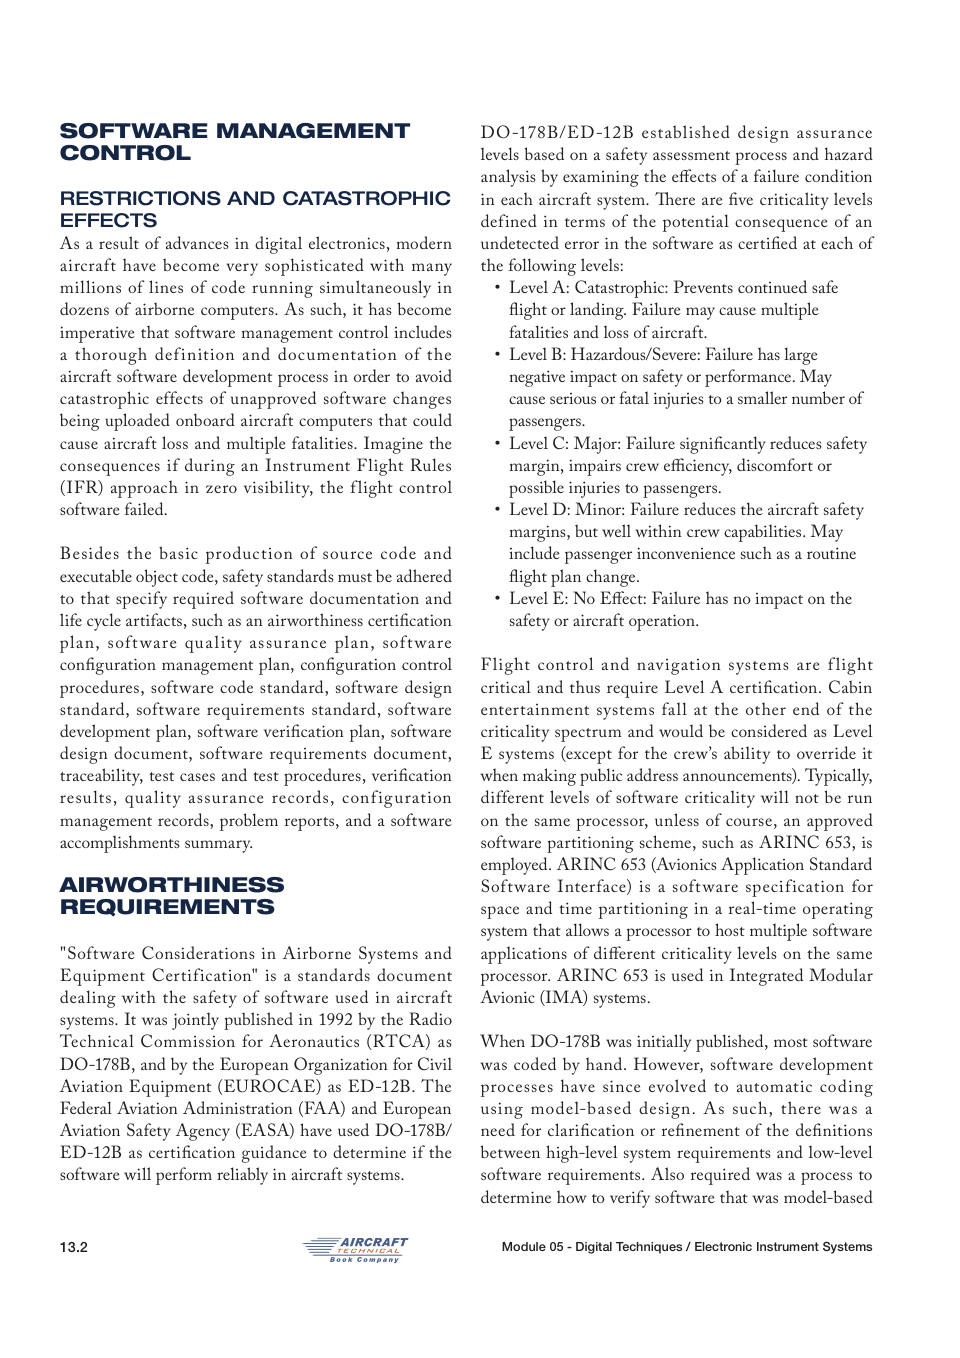 SOFTWARE MANAGEMENT
CONTROL
RESTRICTIONS AND CATASTROPHIC
EFFECTS
As a result of advances in digital electronics, modern
aircraft have become very sophisticated with many
millions of lines of code running simultaneously in
dozens of airborne computers. As such, it has become
imperative that software management control includes
a thorough definition and documentation of the
aircraft software development process in order to avoid
catastrophic effects of unapproved software changes
being uploaded onboard aircraft computers that could
cause aircraft loss and multiple fatalities. Imagine the
consequences if during an Instrument Flight Rules
(IFR) approach in zero visibility, the flight control
software failed.
Besides the basic production of source code and
executable object code, safety standards must be adhered
to that specify required software documentation and
life cycle artifacts, such as an airworthiness certification
plan, software quality assurance plan, software
configuration management plan, configuration control
procedures, software code standard, software design
standard, software requirements standard, software
development plan, software verification plan, software
design document, software requirements document,
traceability, test cases and test procedures, verification
results, quality assurance records, configuration
management records, problem reports, and a software
accomplishments summary.
AIRWORTHINESS
REQUIREMENTS
"Software Considerations in Airborne Systems and
Equipment Certification" is a standards document
dealing with the safety of software used in aircraft
systems. It was jointly published in 1992 by the Radio
Technical Commission for Aeronautics (RTCA) as
DO-178B, and by the European Organization for Civil
Aviation Equipment (EUROCAE) as ED-12B. The
Federal Aviation Administration (FAA) and European
Aviation Safety Agency (EASA) have used DO-178B/
ED-12B as certification guidance to determine if the
software will perform reliably in aircraft systems.
DO-178B/ED-12B established design assurance
levels based on a safety assessment process and hazard
analysis by examining the effects of a failure condition
in each aircraft system. There are five criticality levels
defined in terms of the potential consequence of an
undetected error in the software as certified at each of
the following levels:
• Level A: Catastrophic: Prevents continued safe
flight or landing. Failure may cause multiple
fatalities and loss of aircraft.
• Level B: Hazardous/Severe: Failure has large
negative impact on safety or performance. May
cause serious or fatal injuries to a smaller number of
passengers.
• Level C: Major: Failure significantly reduces safety
margin, impairs crew efficiency, discomfort or
possible injuries to passengers.
• Level D: Minor: Failure reduces the aircraft safety
margins, but well within crew capabilities. May
include passenger inconvenience such as a routine
flight plan change.
• Level E: No Effect: Failure has no impact on the
safety or aircraft operation.
Flight control and navigation systems are flight
critical and thus require Level A certification. Cabin
entertainment systems fall at the other end of the
criticality spectrum and would be considered as Level
E systems (except for the crew's ability to override it
when making public address announcements). Typically,
different levels of software criticality will not be run
on the same processor, unless of course, an approved
software partitioning scheme, such as ARINC 653, is
employed. ARINC 653 (Avionics Application Standard
Software Interface) is a software specification for
space and time partitioning in a real-time operating
system that allows a processor to host multiple software
applications of different criticality levels on the same
processor. ARINC 653 is used in Integrated Modular
Avionic (IMA) systems.
When DO-178B was initially published, most software
was coded by hand. However, software development
processes have since evolved to automatic coding
using model-based design. As such, there was a
need for clarification or refinement of the definitions
between high-level system requirements and low-level
software requirements. Also required was a process to
determine how to verify software that was model-based
13.2
AIRCRAFT
TECHNICAL
Book Company
Module 05 - Digital Techniques / Electronic Instrument Systems